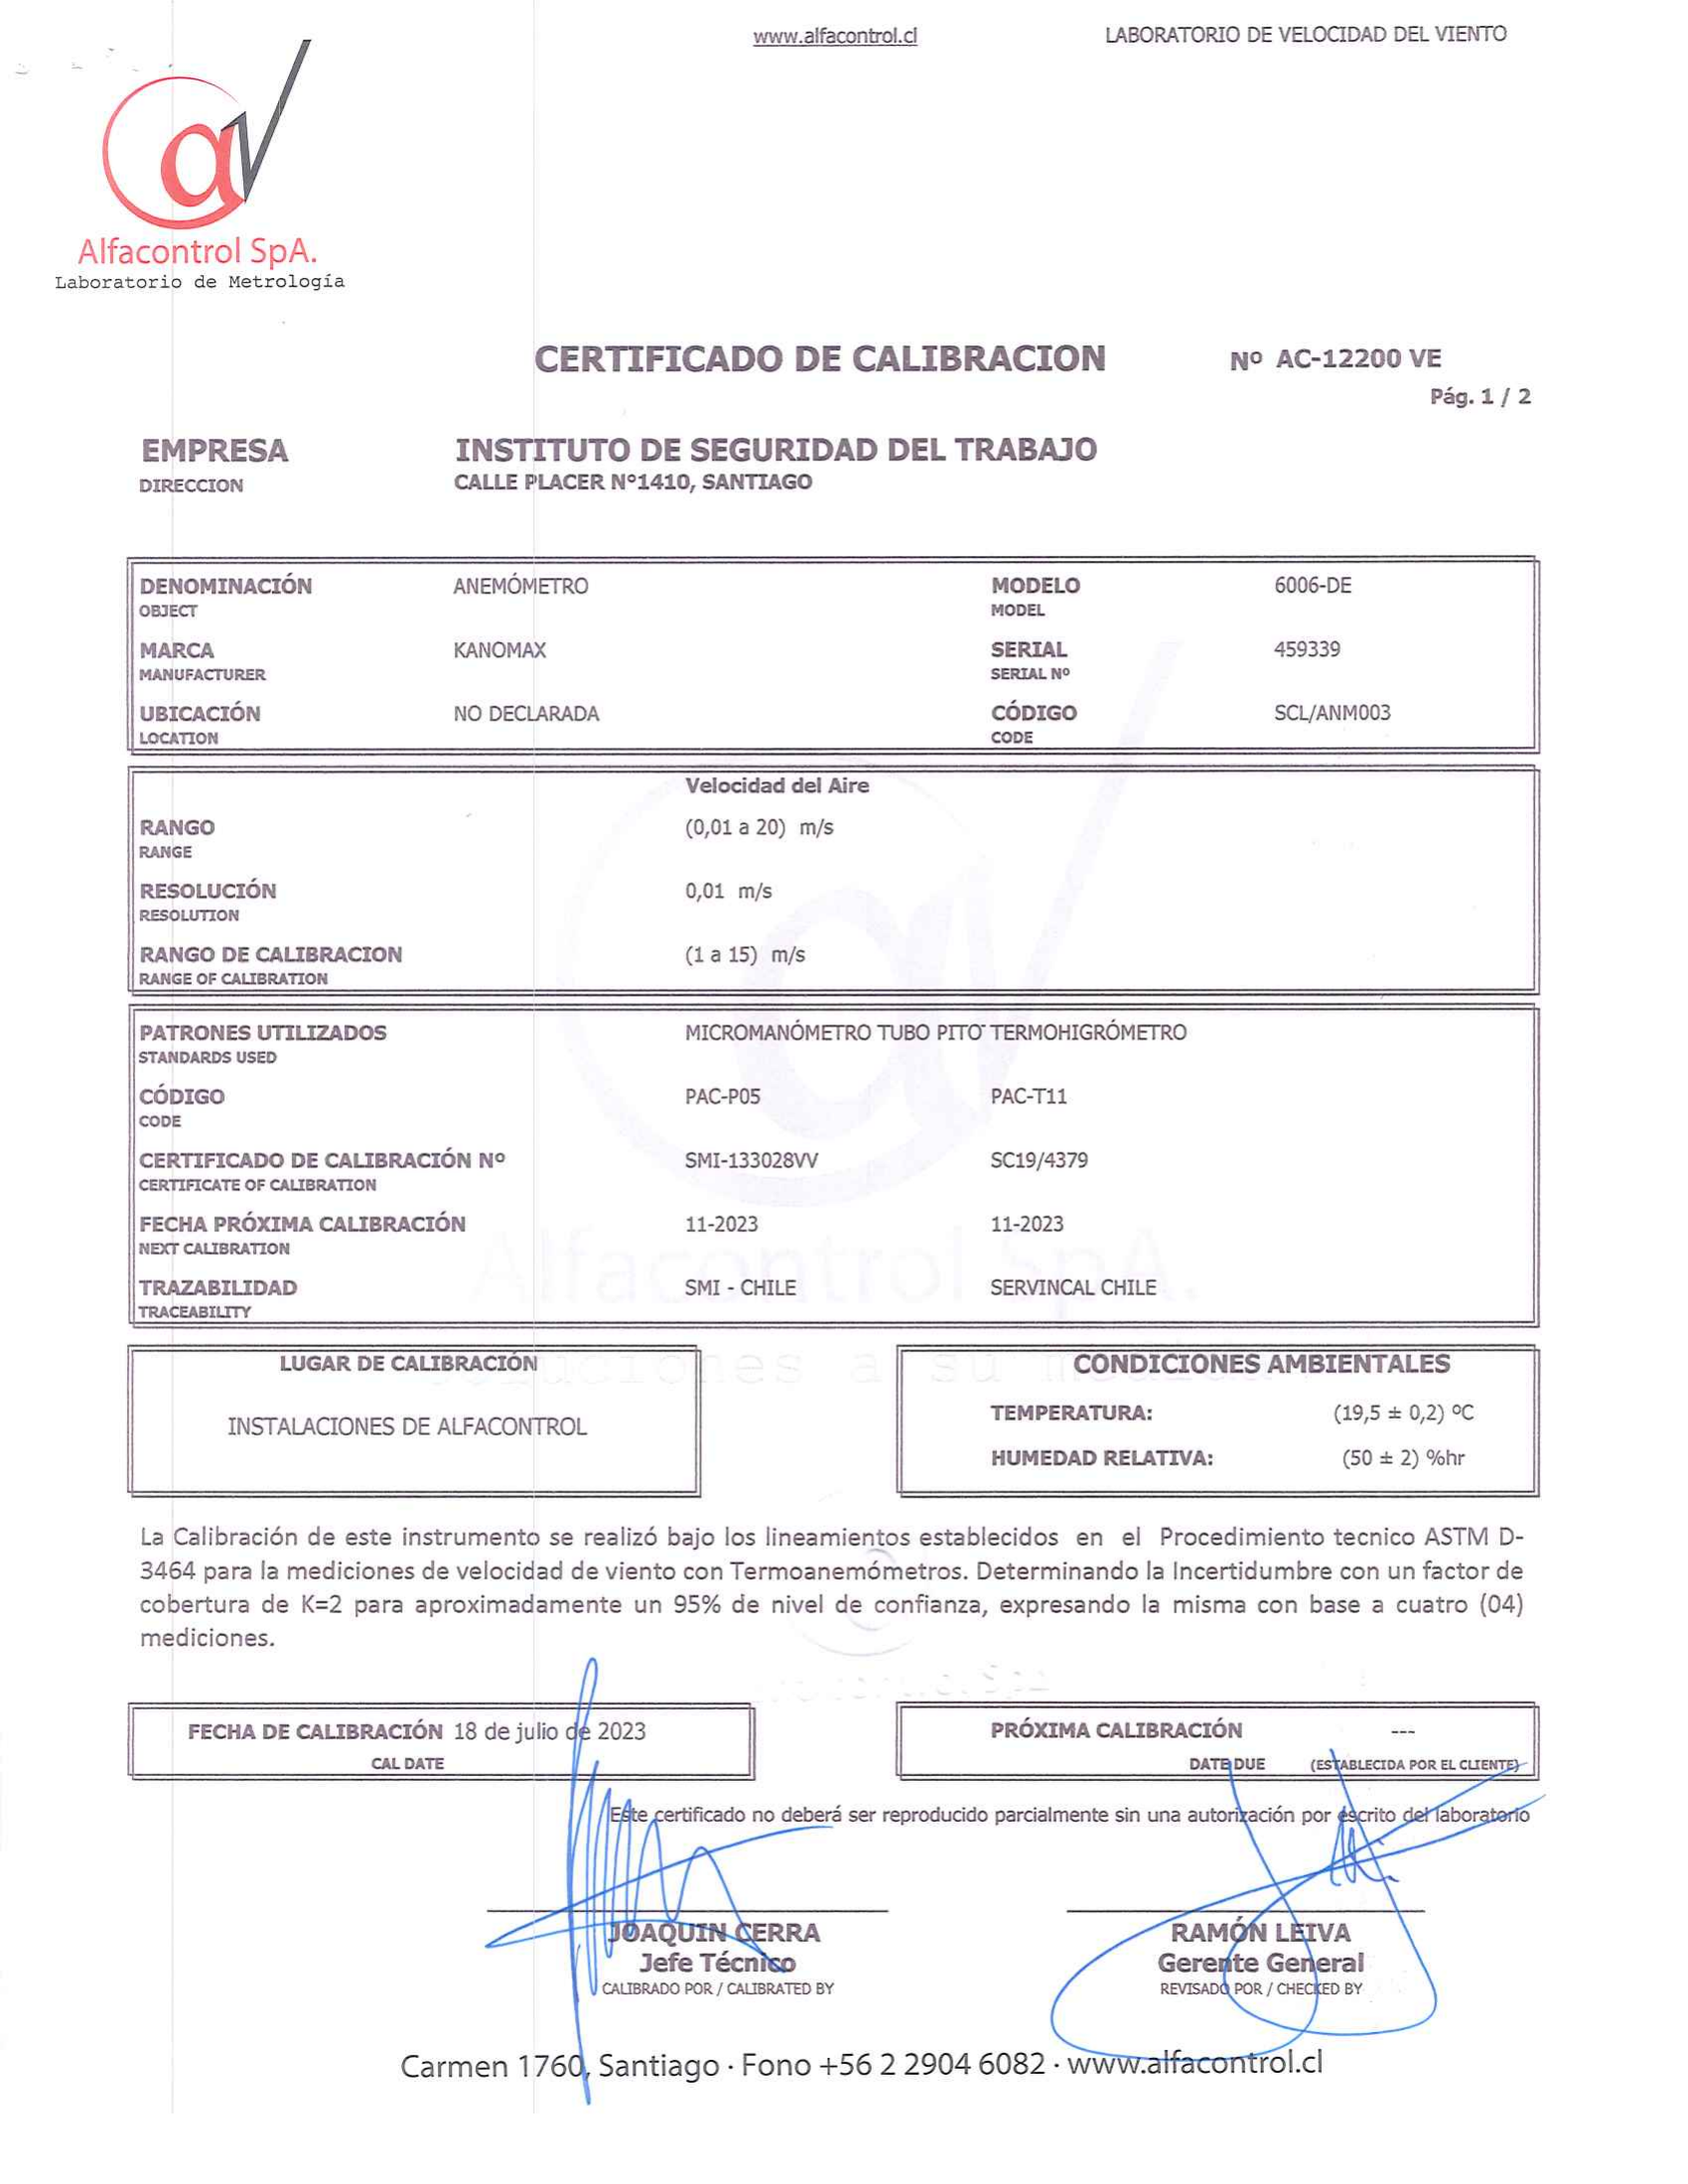 www.alfacontrol.cl LABORATORIO DE VELOCIDAD DEL VIENTO
Alfacontrol SpA.
Laboratorio de Metrología
CERTIFICADO DE CALIBRACION Nº AC-12200 VE
Pág. 1 / 2
EMPRESA INSTITUTO DE SEGURIDAD DEL TRABAJO
DIRECCION CALLE PLACER N°1410, SANTIAGO
DENOMINACIÓN ANEMÓMETRO MODELO 6006-DE
OBJECT MODEL
MARCA KANOMAX SERIAL 459339
MANUFACTURER SERIAL Nº
UBICACIÓN NO DECLARADA CÓDIGO SCL/ANM003
LOCATION CODE
Velocidad del Aire
RANGO (0,01 a 20) m/s
RANGE
RESOLUCIÓN 0,01 m/s
RESOLUTION
RANGO DE CALIBRACION (1 a 15) m/s
RANGE OF CALIBRATION
PATRONES UTILIZADOS MICROMANÓMETRO TUBO PITO TERMOHIGRÓMETRO
STANDARDS USED
CÓDIGO PAC-P05 PAC-T11
CODE
CERTIFICADO DE CALIBRACIÓN Nº SMI-133028VV SC19/4379
CERTIFICATE OF CALIBRATION
FECHA PRÓXIMA CALIBRACIÓN 11-2023 11-2023
NEXT CALIBRATION
Alfacontrol SpA.
TRAZABILIDAD SMI - CHILE SERVINCAL CHILE
TRACEABILITY
LUGAR DE CALIBRACIÓN CONDICIONES AMBIENTALES
INSTALACIONES DE ALFACONTROL TEMPERATURA: (19,5 ± 0,2) ºC
HUMEDAD RELATIVA: (50 ± 2) %hr
La Calibración de este instrumento se realizó bajo los lineamientos establecidos en el Procedimiento tecnico ASTM D-
3464 para la mediciones de velocidad de viento con Termoanemómetros. Determinando la Incertidumbre con un factor de
cobertura de K=2 para aproximadamente un 95% de nivel de confianza, expresando la misma con base a cuatro (04)
mediciones.
FECHA DE CALIBRACIÓN 18 de julio de 2023 PRÓXIMA CALIBRACIÓN ---
CAL DATE DATE DUE (ESTABLECIDA POR EL CLIENTE)
Este certificado no deberá ser reproducido parcialmente sin una autorización por escrito del laboratorio
JOAQUIN CERRA RAMÓN LEIVA
Jefe Técnico Gerente General
CALIBRADO POR / CALIBRATED BY REVISADO POR / CHECKED BY
Carmen 1760, Santiago · Fono +56 2 2904 6082 · www.alfacontrol.cl